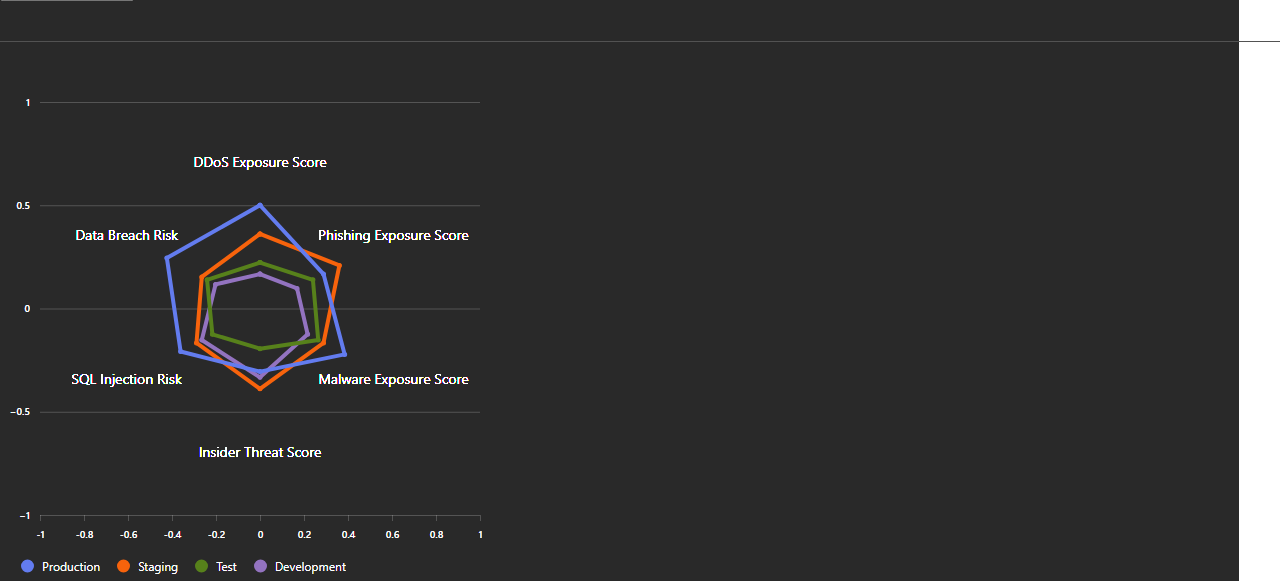 1
DDoS Exposure Score
0.5
Data Breach Risk
Phishing Exposure Score
0
SQL Injection Risk
Malware Exposure Score
−0.5
Insider Threat Score
−1
-1 -0.8 -0.6 -0.4 -0.2 0 0.2 0.4 0.6 0.8 1
Production Staging Test Development